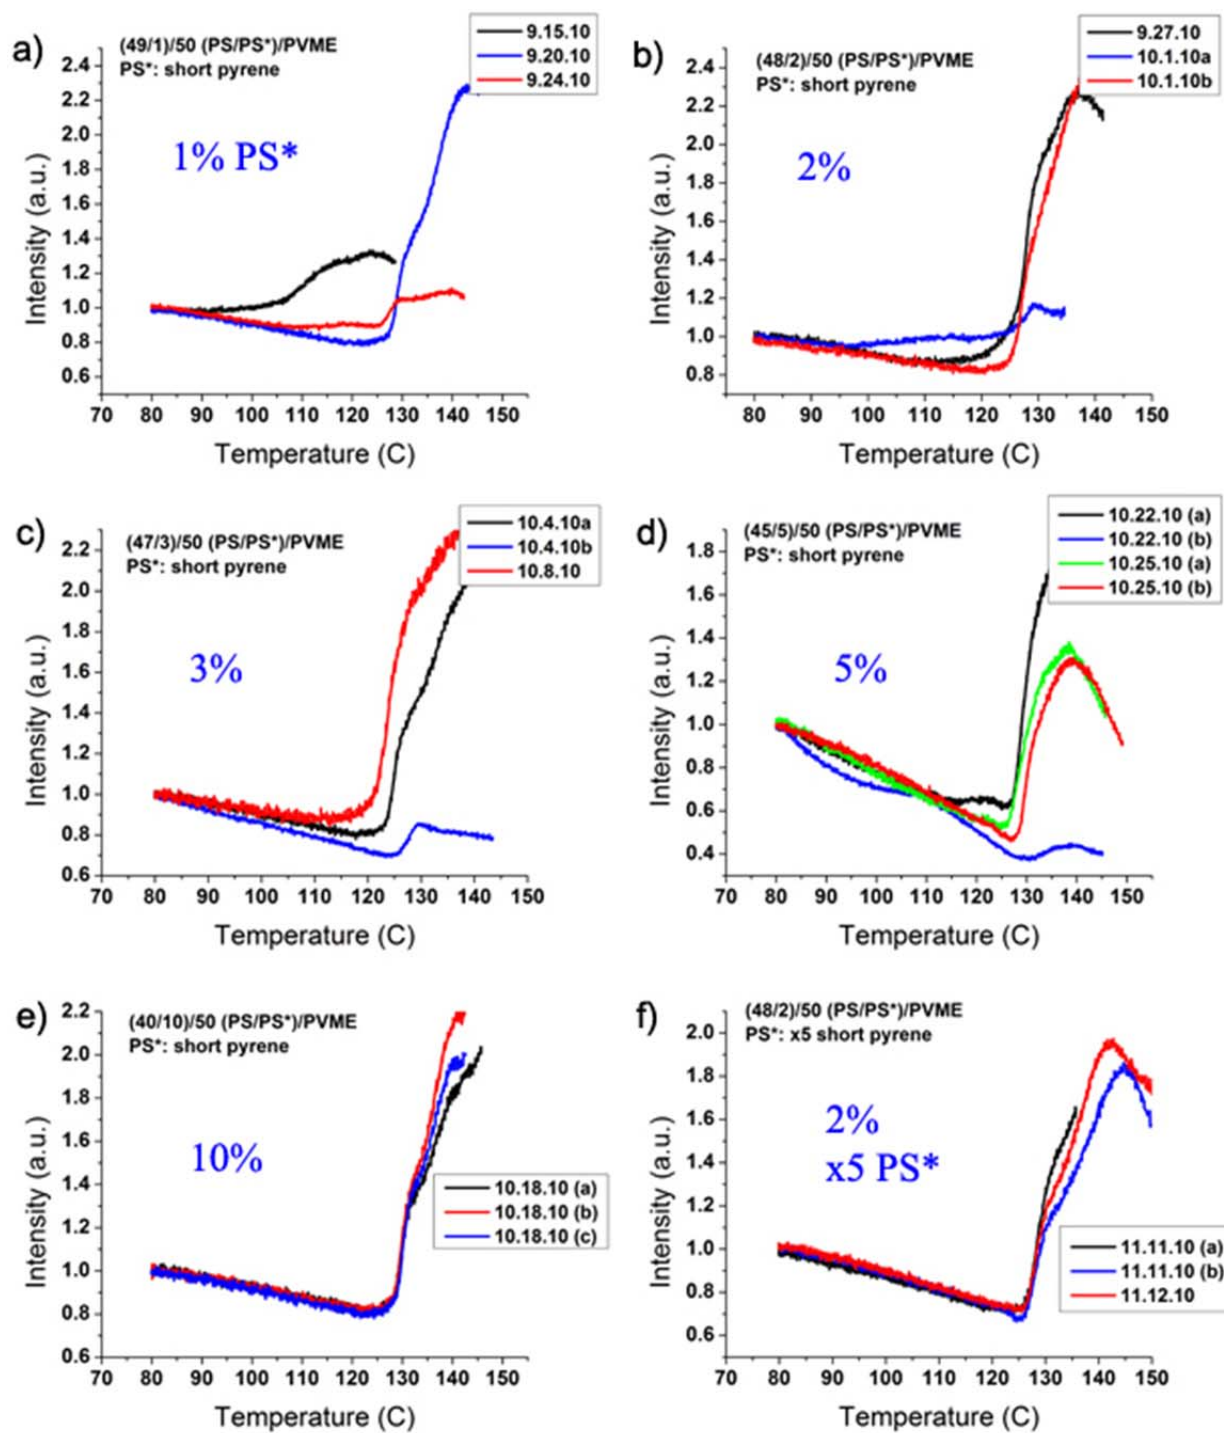 a)
(49/1)/50 (PS/PS*)/PVME
PS*: short pyrene
9.15.10
9.20.10
9.24.10
1% PS*
Intensity (a.u.)
2.4
2.2
2.0
1.8
1.6
1.4
1.2
1.0
0.8
0.6
70 80 90 100 110 120 130 140 150
Temperature (C)
b)
(48/2)/50 (PS/PS*)/PVME
PS*: short pyrene
9.27.10
10.1.10a
10.1.10b
2%
Intensity (a.u.)
2.4
2.2
2.0
1.8
1.6
1.4
1.2
1.0
0.8
80 90 100 110 120 130 140 150
Temperature (C)
c)
(47/3)/50 (PS/PS*)/PVME
PS*: short pyrene
10.4.10a
10.4.10b
10.8.10
3%
Intensity (a.u.)
2.2
2.0
1.8
1.6
1.4
1.2
1.0
0.8
0.6
70 80 90 100 110 120 130 140 150
Temperature (C)
d)
(45/5)/50 (PS/PS*)/PVME
PS*: short pyrene
10.22.10 (a)
10.22.10 (b)
10.25.10 (a)
10.25.10 (b)
5%
Intensity (a.u.)
1.8
1.6
1.4
1.2
1.0
0.8
0.6
0.4
70 80 90 100 110 120 130 140 150
Temperature (C)
e)
(40/10)/50 (PS/PS*)/PVME
PS*: short pyrene
10%
10.18.10 (a)
10.18.10 (b)
10.18.10 (c)
Intensity (a.u.)
2.2
2.0
1.8
1.6
1.4
1.2
1.0
0.8
0.6
70 80 90 100 110 120 130 140 150
Temperature (C)
f)
(48/2)/50 (PS/PS*)/PVME
PS*: x5 short pyrene
2%
x5 PS*
11.11.10 (a)
11.11.10 (b)
11.12.10
Intensity (a.u.)
2.0
1.8
1.6
1.4
1.2
1.0
0.8
0.6
70 80 90 100 110 120 130 140 150
Temperature (C)